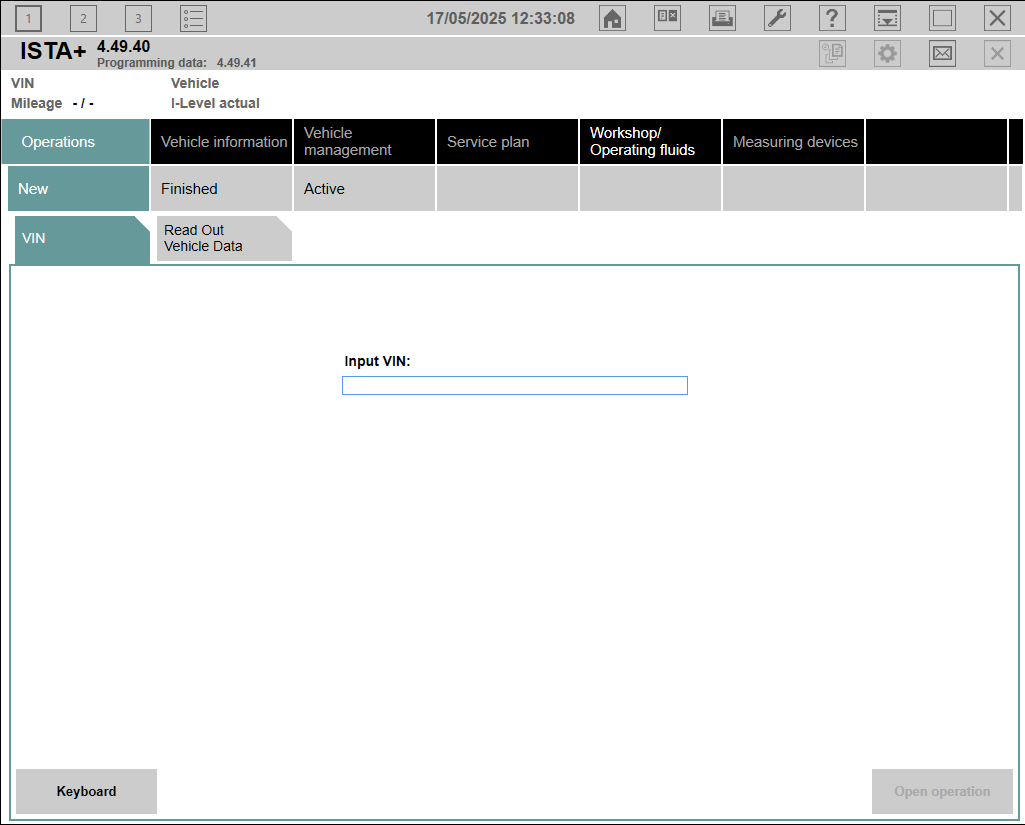 1 2 3 17/05/2025 12:33:08 ?
ISTA+ 4.49.40
Programming data: 4.49.41
VIN Vehicle
Mileage - / - I-Level actual
Operations Vehicle information Vehicle management Service plan Workshop/ Operating fluids Measuring devices
New Finished Active
VIN Read Out
Vehicle Data
Input VIN:
Keyboard Open operation